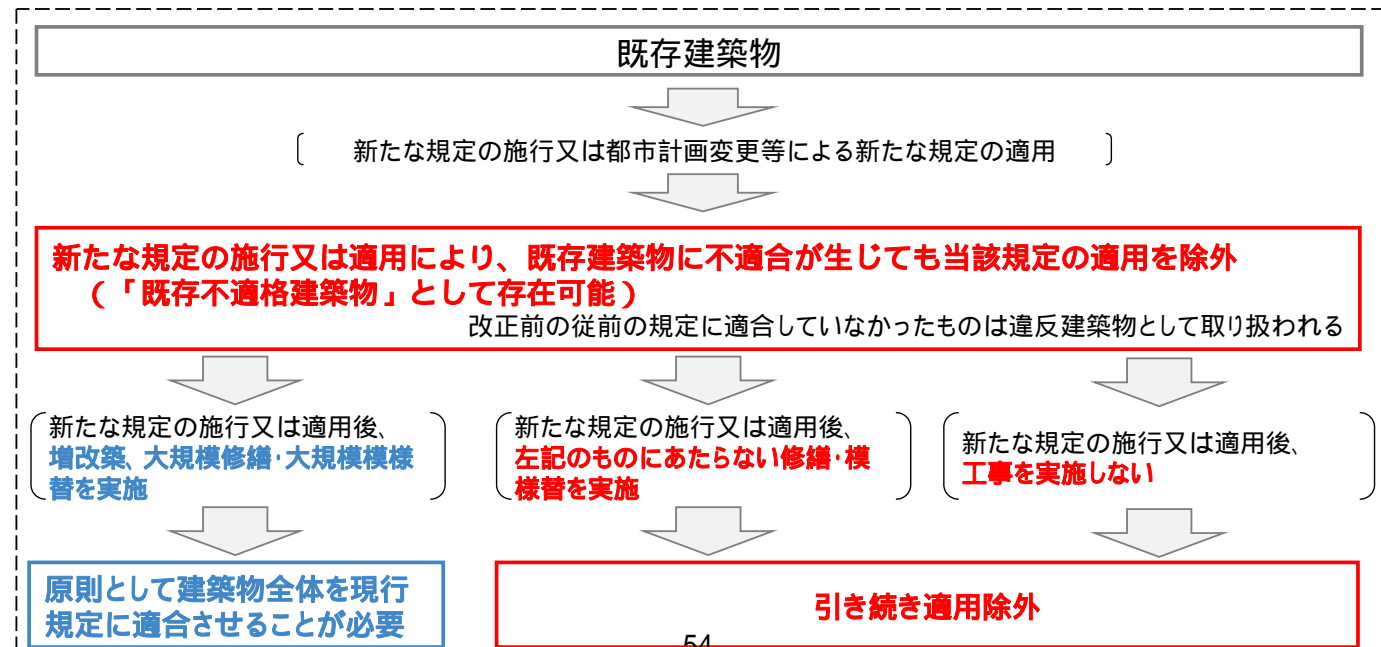 既存建築物
新たな規定の施行又は都市計画変更等による新たな規定の適用
新たな規定の施行又は適用により、既存建築物に不適合が生じても当該規定の適用を除外
（「既存不適格建築物」として存在可能）
改正前の従前の規定に適合していなかったものは違反建築物として取り扱われる
新たな規定の施行又は適用後、
増改築、大規模修繕・大規模模様
替を実施
新たな規定の施行又は適用後、
左記のものにあたらない修繕・模
様替を実施
新たな規定の施行又は適用後、
工事を実施しない
原則として建築物全体を現行
規定に適合させることが必要
引き続き適用除外
54